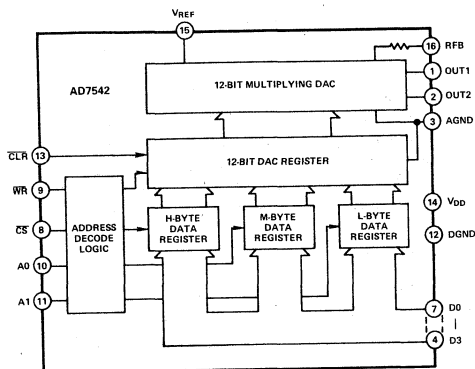 VREF
15
RFB
16
12-BIT MULTIPLYING DAC
1
OUT1
AD7542
2
OUT2
3
AGND
CLR
13
12-BIT DAC REGISTER
WR
9
14
VDD
CS
8
ADDRESS
DECODE
LOGIC
H-BYTE
DATA
REGISTER
M-BYTE
DATA
REGISTER
L-BYTE
DATA
REGISTER
12
DGND
A0
10
A1
11
7
D0
4
D3